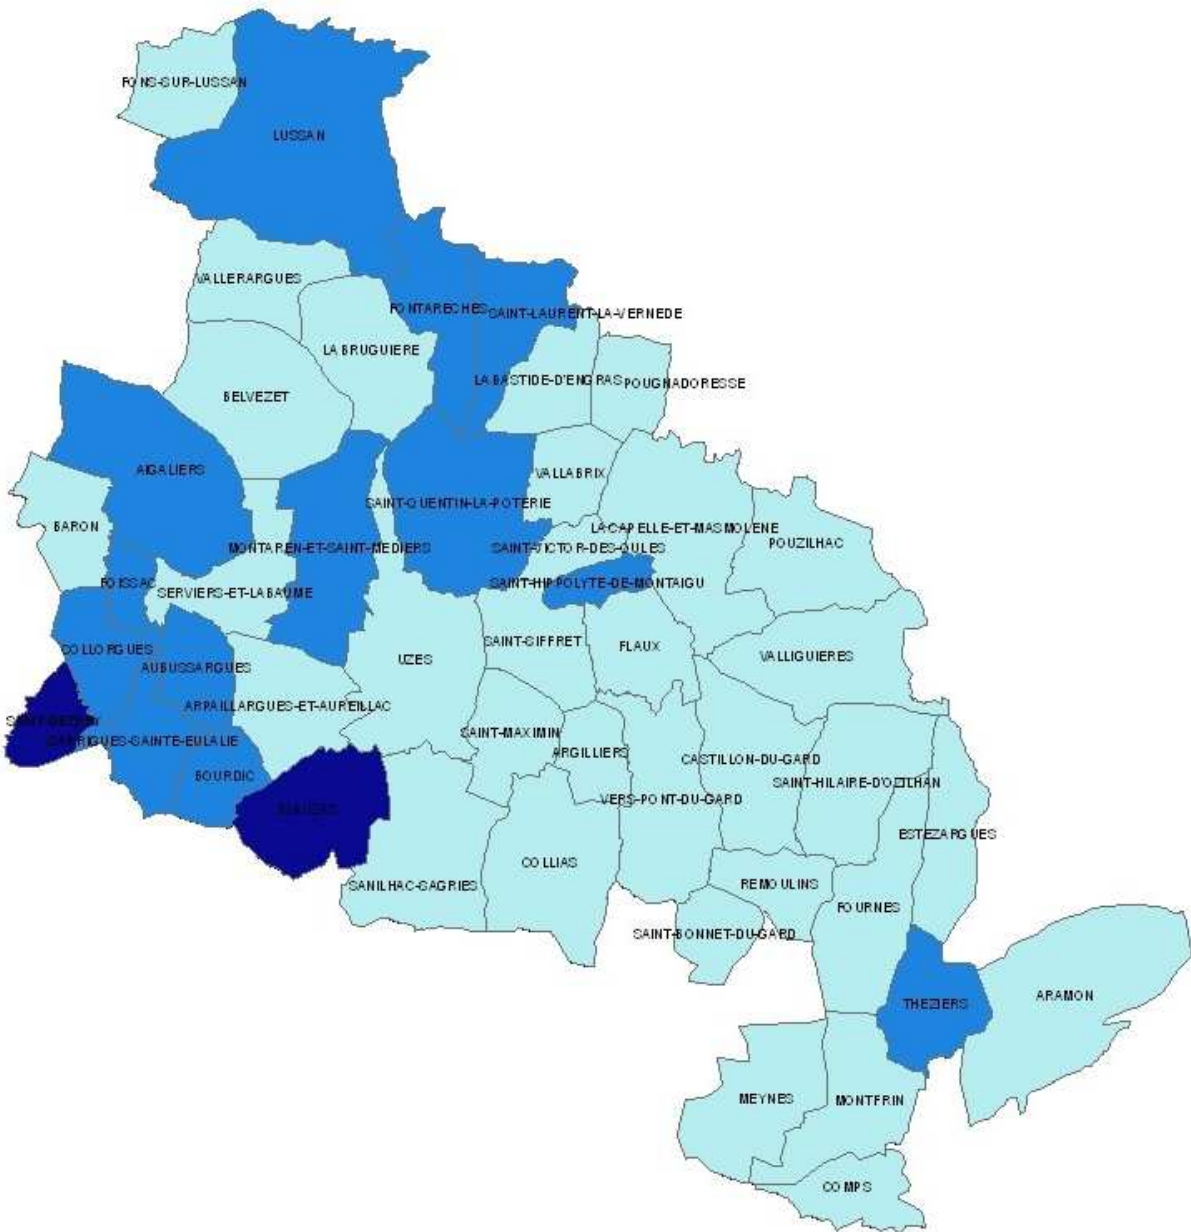 FONS-SUR-LUSSAN
LUSSAN
VALLERARGUES
FONTARECHES
SAINT-LAURENT-LA-VERNEDE
LA BRUGUIERE
LA BASTIDE-D'ENGRAS
POUGNADORESSE
BELVEZET
AIGALIERS
VALLABRIX
SAINT-QUENTIN-LA-POTERIE
BARON
LA CAPELLE-ET-MASMOLENE
POUZILHAC
MONTAREN-ET-SAINT-MEDIERS
SAINT-VICTOR-DES-OULES
FOISSAC
SAINT-HIPPOLYTE-DE-MONTAIGU
SERVIERS-ET-LABAUME
SAINT-SIFFRET
FLAUX
COLLORGUES
UZES
VALLIGUIERES
AUBUSSARGUES
ARPAILLARGUES-ET-AUREILLAC
SAINT-MAXIMIN
GARRIGUES-SAINTE-EULALIE
ARGILLIERS
CASTILLON-DU-GARD
BOURDIC
SAINT-HILAIRE-D'OZILHAN
VERS-PONT-DU-GARD
ESTEZARGUES
COLLIAS
SANILHAC-SAGRIES
REMOULINS
FOURNES
SAINT-BONNET-DU-GARD
ARAMON
THEZIERS
MEYNES
MONTFRIN
COMPS